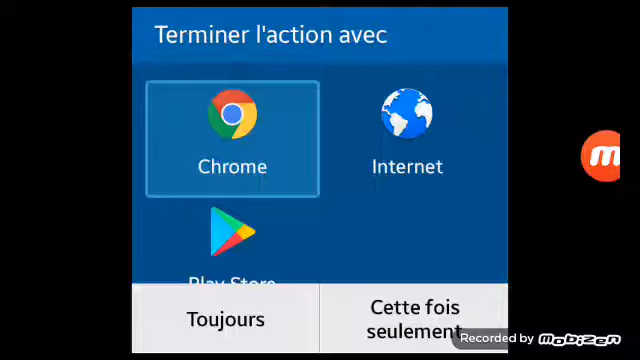 Terminer l'action avec
Chrome
Internet
Play Store
Toujours
Cette fois
seulement
Recorded by mobizen